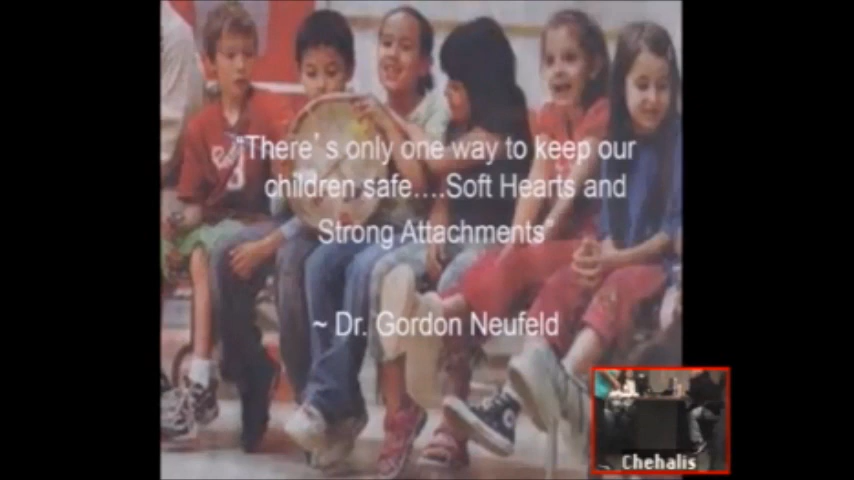 "There's only one way to keep our
children safe....Soft Hearts and
Strong Attachments
~ Dr. Gordon Neufeld
Chehalis